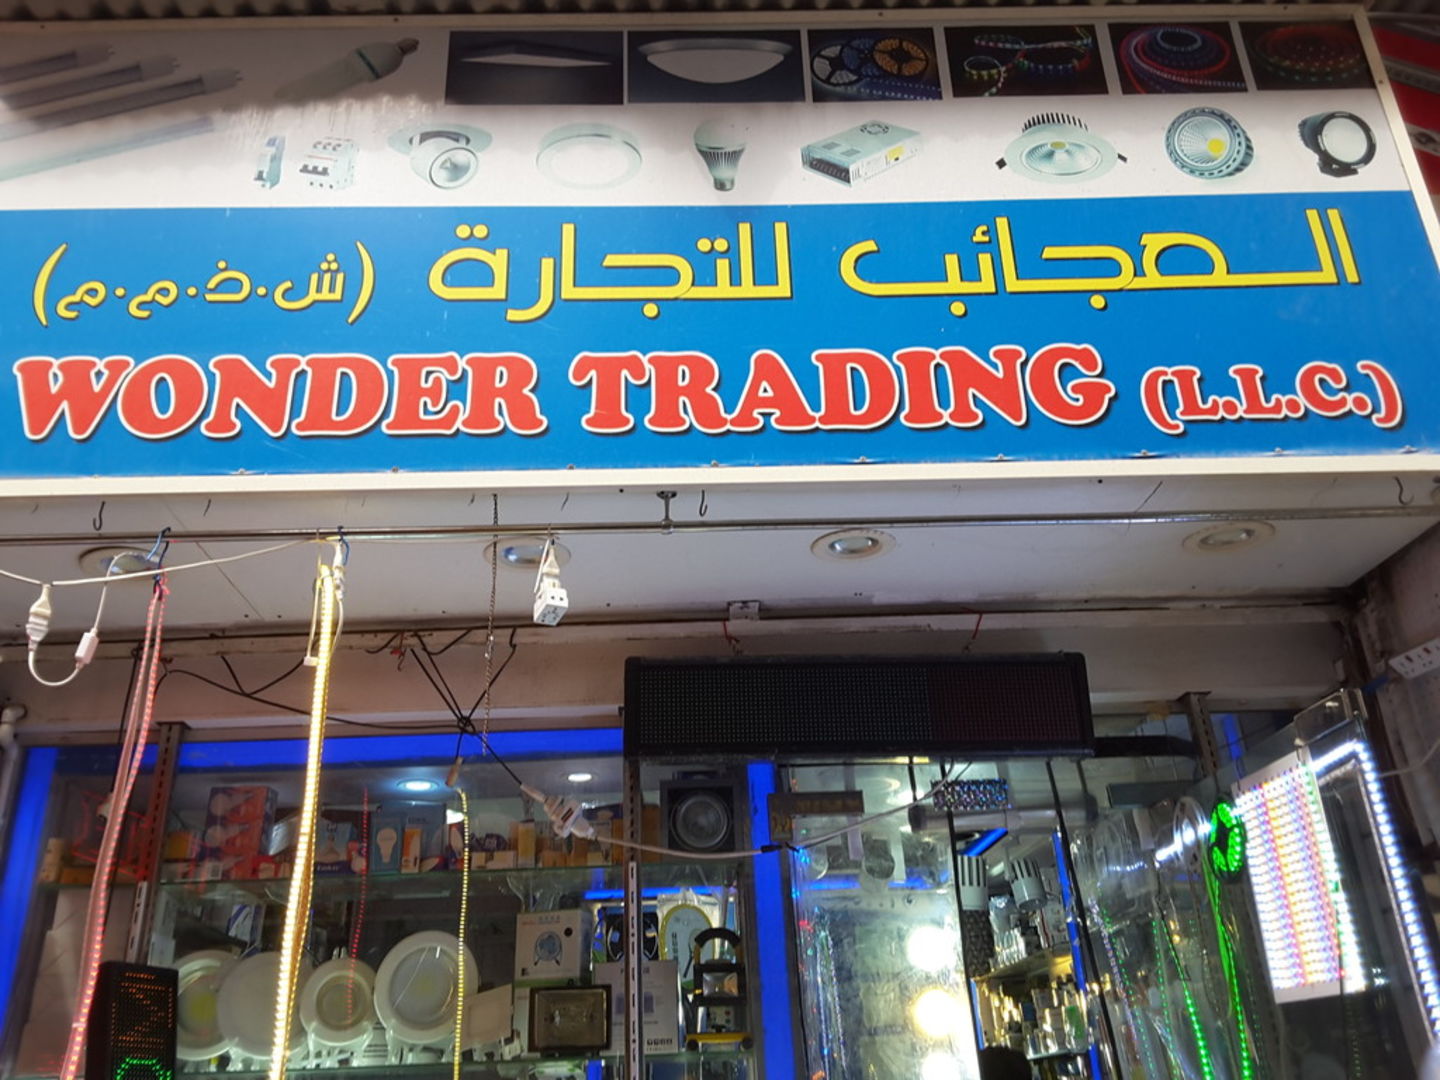 العجائب للتجارة (ش.ذ.م.م)
WONDER TRADING (L.L.C.)